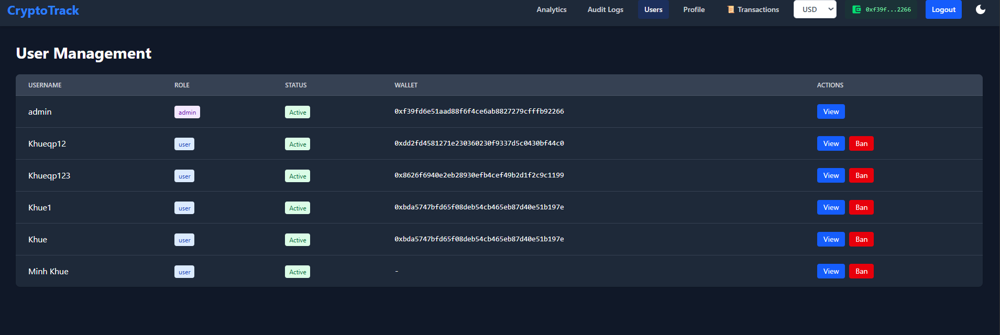 CryptoTrack Analytics Audit Logs Users Profile Transactions USD 0xf39f...2266 Logout
User Management
USERNAME ROLE STATUS WALLET ACTIONS
admin admin Active 0xf39fd6e51aad88f6f4ce6ab8827279cfffb92266 View
Khueqp12 user Active 0xdd2fd4581271e230360230f9337d5c0430bf44c0 View Ban
Khueqp123 user Active 0x8626f6940e2eb28930efb4cef49b2d1f2c9c1199 View Ban
Khue1 user Active 0xbda5747bfd65f08deb54cb465eb87d40e51b197e View Ban
Khue user Active 0xbda5747bfd65f08deb54cb465eb87d40e51b197e View Ban
Minh Khue user Active - View Ban